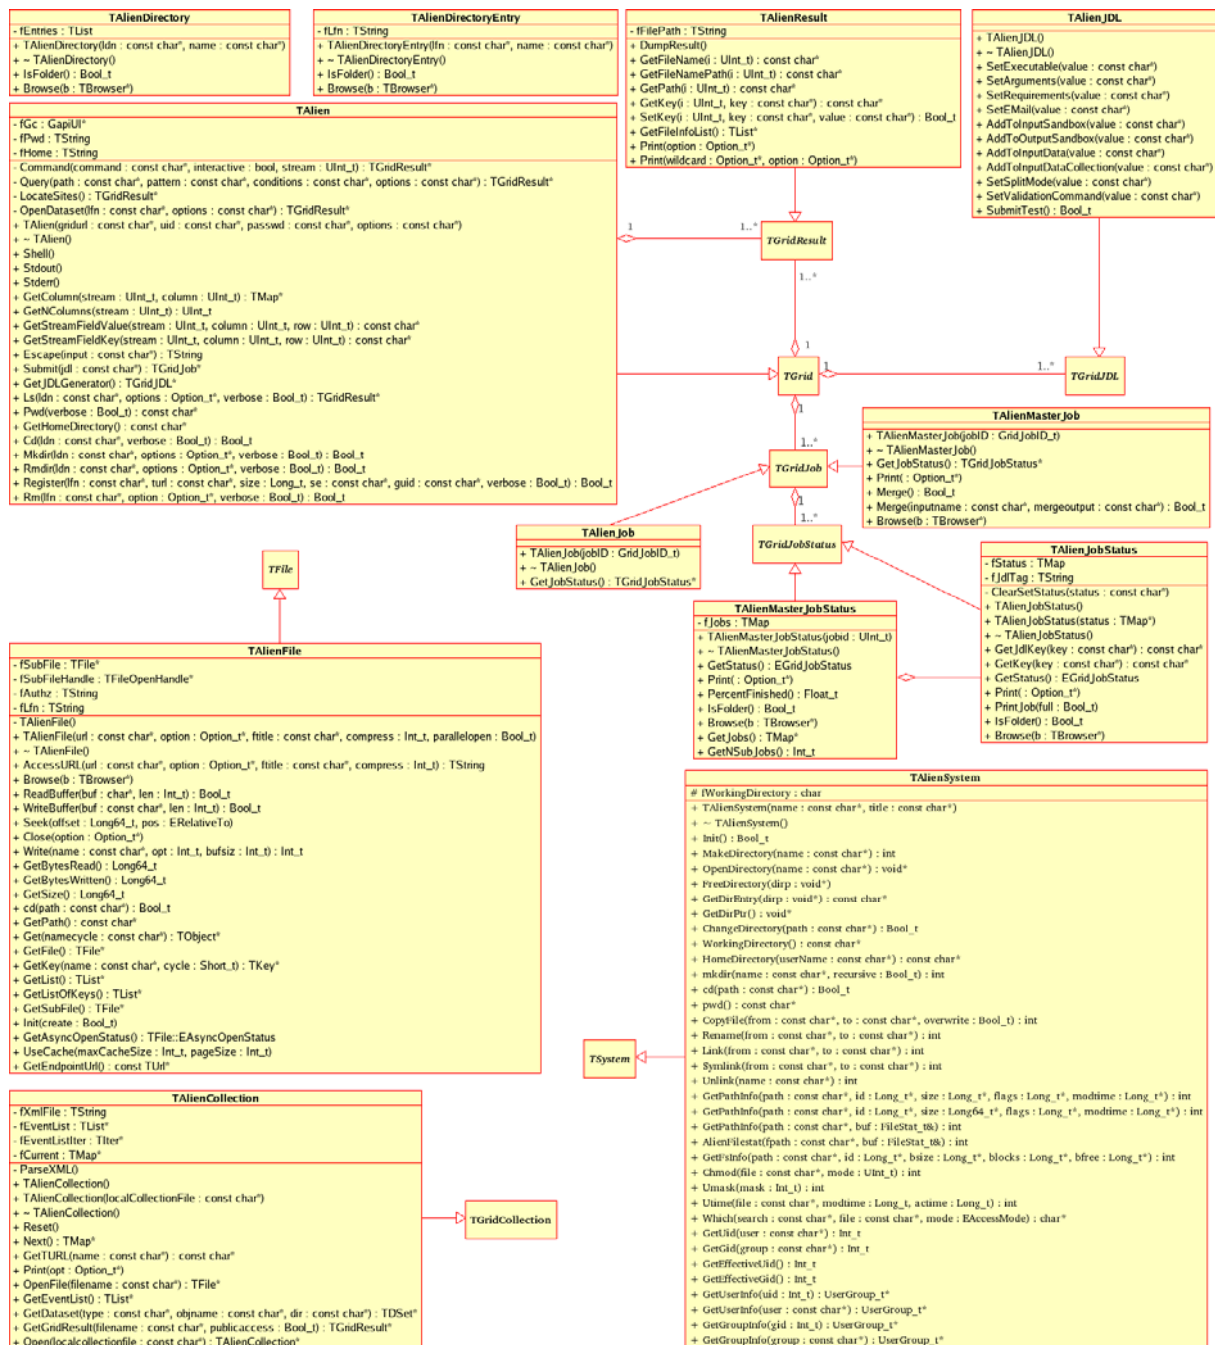 TAlienDirectory
- fEntries : TList
+ TAlienDirectory(ldn : const char*, name : const char*)
+ ~ TAlienDirectory()
+ IsFolder() : Bool_t
+ Browse(b : TBrowser*)
TAlienDirectoryEntry
- fLfn : TString
+ TAlienDirectoryEntry(lfn : const char*, name : const char*)
+ ~ TAlienDirectoryEntry()
+ IsFolder() : Bool_t
+ Browse(b : TBrowser*)
TAlienResult
- fFilePath : TString
+ DumpResult()
+ GetFileName(i : UInt_t) : const char*
+ GetFileNamePath(i : UInt_t) : const char*
+ GetPath(i : UInt_t) : const char*
+ GetKey(i : UInt_t, key : const char*) : const char*
+ SetKey(i : UInt_t, key : const char*, value : const char*) : Bool_t
+ GetFileInfoList() : TList*
+ Print(option : Option_t*)
+ Print(wildcard : Option_t*, option : Option_t*)
TAlienJDL
+ TAlienJDL()
+ ~ TAlienJDL()
+ SetExecutable(value : const char*)
+ SetArguments(value : const char*)
+ SetRequirements(value : const char*)
+ SetEMail(value : const char*)
+ AddToInputSandbox(value : const char*)
+ AddToOutputSandbox(value : const char*)
+ AddToInputData(value : const char*)
+ AddToInputDataCollection(value : const char*)
+ SetSplitMode(value : const char*)
+ SetValidationCommand(value : const char*)
+ SubmitTest() : Bool_t
TAlien
- fGc : GapiUI*
- fPwd : TString
- fHome : TString
- Command(command : const char*, interactive : bool, stream : UInt_t) : TGridResult*
- Query(path : const char*, pattern : const char*, conditions : const char*, options : const char*) : TGridResult*
- LocateSites() : TGridResult*
- OpenDataset(lfn : const char*, options : const char*) : TGridResult*
+ TAlien(gridurl : const char*, uid : const char*, passwd : const char*, options : const char*)
+ ~ TAlien()
+ Shell()
+ Stdout()
+ Stderr()
+ GetColumn(stream : UInt_t, column : UInt_t) : TMap*
+ GetNColumns(stream : UInt_t) : UInt_t
+ GetStreamFieldValue(stream : UInt_t, column : UInt_t, row : UInt_t) : const char*
+ GetStreamFieldKey(stream : UInt_t, column : UInt_t, row : UInt_t) : const char*
+ Escape(input : const char*) : TString
+ Submit(jdl : const char*) : TGridJob*
+ GetJDLGenerator() : TGridJDL*
+ Ls(ldn : const char*, options : Option_t*, verbose : Bool_t) : TGridResult*
+ Pwd(verbose : Bool_t) : const char*
+ GetHomeDirectory() : const char*
+ Cd(ldn : const char*, verbose : Bool_t) : Bool_t
+ Mkdir(ldn : const char*, options : Option_t*, verbose : Bool_t) : Bool_t
+ Rmdir(ldn : const char*, options : Option_t*, verbose : Bool_t) : Bool_t
+ Register(lfn : const char*, turl : const char*, size : Long_t, se : const char*, guid : const char*, verbose : Bool_t) : Bool_t
+ Rm(lfn : const char*, option : Option_t*, verbose : Bool_t) : Bool_t
1
1..*
TGridResult
1..*
1
TGrid
1
1..*
TGridJDL
1
1..*
TGridJob
TAlienMasterJob
+ TAlienMasterJob(jobID : GridJobID_t)
+ ~ TAlienMasterJob()
+ GetJobStatus() : TGridJobStatus*
+ Print( : Option_t*)
+ Merge() : Bool_t
+ Merge(inputname : const char*, mergeoutput : const char*) : Bool_t
+ Browse(b : TBrowser*)
1
1..*
TGridJobStatus
TAlienJob
+ TAlienJob(jobID : GridJobID_t)
+ ~ TAlienJob()
+ GetJobStatus() : TGridJobStatus*
TFile
TAlienJobStatus
- fStatus : TMap
- fJdlTag : TString
- ClearSetStatus(status : const char*)
+ TAlienJobStatus()
+ TAlienJobStatus(status : TMap*)
+ ~ TAlienJobStatus()
+ GetJdlKey(key : const char*) : const char*
+ GetKey(key : const char*) : const char*
+ GetStatus() : EGridJobStatus
+ Print( : Option_t*)
+ PrintJob(full : Bool_t)
+ IsFolder() : Bool_t
+ Browse(b : TBrowser*)
TAlienMasterJobStatus
- fJobs : TMap
+ TAlienMasterJobStatus(jobid : UInt_t)
+ ~ TAlienMasterJobStatus()
+ GetStatus() : EGridJobStatus
+ Print( : Option_t*)
+ PercentFinished() : Float_t
+ IsFolder() : Bool_t
+ Browse(b : TBrowser*)
+ GetJobs() : TMap*
+ GetNSubJobs() : Int_t
TAlienFile
- fSubFile : TFile*
- fSubFileHandle : TFileOpenHandle*
- fAuthz : TString
- fLfn : TString
- TAlienFile()
+ TAlienFile(url : const char*, option : Option_t*, ftitle : const char*, compress : Int_t, parallelopen : Bool_t)
+ ~ TAlienFile()
+ AccessURL(url : const char*, option : Option_t*, ftitle : const char*, compress : Int_t) : TString
+ Browse(b : TBrowser*)
+ ReadBuffer(buf : char*, len : Int_t) : Bool_t
+ WriteBuffer(buf : const char*, len : Int_t) : Bool_t
+ Seek(offset : Long64_t, pos : ERelativeTo)
+ Close(option : Option_t*)
+ Write(name : const char*, opt : Int_t, bufsiz : Int_t) : Int_t
+ GetBytesRead() : Long64_t
+ GetBytesWritten() : Long64_t
+ GetSize() : Long64_t
+ cd(path : const char*) : Bool_t
+ GetPath() : const char*
+ Get(namecycle : const char*) : TObject*
+ GetFile() : TFile*
+ GetKey(name : const char*, cycle : Short_t) : TKey*
+ GetList() : TList*
+ GetListOfKeys() : TList*
+ GetSubFile() : TFile*
+ Init(create : Bool_t)
+ GetAsyncOpenStatus() : TFile::EAsyncOpenStatus
+ UseCache(maxCacheSize : Int_t, pageSize : Int_t)
+ GetEndpointUrl() : const TUrl*
TAlienSystem
# fWorkingDirectory : char
+ TAlienSystem(name : const char*, title : const char*)
+ ~ TAlienSystem()
+ Init() : Bool_t
+ MakeDirectory(name : const char*) : int
+ OpenDirectory(name : const char*) : void*
+ FreeDirectory(dirp : void*)
+ GetDirEntry(dirp : void*) : const char*
+ GetDirPtr() : void*
+ ChangeDirectory(path : const char*) : Bool_t
+ WorkingDirectory() : const char*
+ HomeDirectory(userName : const char*) : const char*
+ mkdir(name : const char*, recursive : Bool_t) : int
+ cd(path : const char*) : Bool_t
+ pwd() : const char*
+ CopyFile(from : const char*, to : const char*, overwrite : Bool_t) : int
+ Rename(from : const char*, to : const char*) : int
+ Link(from : const char*, to : const char*) : int
+ Symlink(from : const char*, to : const char*) : int
+ Unlink(name : const char*) : int
+ GetPathInfo(path : const char*, id : Long_t*, size : Long_t*, flags : Long_t*, modtime : Long_t*) : int
+ GetPathInfo(path : const char*, id : Long_t*, size : Long64_t*, flags : Long_t*, modtime : Long_t*) : int
+ GetPathInfo(path : const char*, buf : FileStat_t&) : int
+ AlienFilestat(fpath : const char*, buf : FileStat_t&) : int
+ GetFsInfo(path : const char*, id : Long_t*, bsize : Long_t*, blocks : Long_t*, bfree : Long_t*) : int
+ Chmod(file : const char*, mode : UInt_t) : int
+ Umask(mask : Int_t) : int
+ Utime(file : const char*, modtime : Long_t, actime : Long_t) : int
+ Which(search : const char*, file : const char*, mode : EAccessMode) : char*
+ GetUid(user : const char*) : Int_t
+ GetGid(group : const char*) : Int_t
+ GetEffectiveUid() : Int_t
+ GetEffectiveGid() : Int_t
+ GetUserInfo(uid : Int_t) : UserGroup_t*
+ GetUserInfo(user : const char*) : UserGroup_t*
+ GetGroupInfo(gid : Int_t) : UserGroup_t*
+ GetGroupInfo(group : const char*) : UserGroup_t*
TSystem
TAlienCollection
- fXmlFile : TString
- fEventList : TList*
- fEventListIter : TIter*
- fCurrent : TMap*
- ParseXML()
+ TAlienCollection()
+ TAlienCollection(localCollectionFile : const char*)
+ ~ TAlienCollection()
+ Reset()
+ Next() : TMap*
+ GetTURL(name : const char*) : const char*
+ Print(opt : Option_t*)
+ OpenFile(filename : const char*) : TFile*
+ GetEventList() : TList*
+ GetDataset(type : const char*, objname : const char*, dir : const char*) : TDSet*
+ GetGridResult(filename : const char*, publicaccess : Bool_t) : TGridResult*
+ Open(localcollectionfile : const char*) : TAlienCollection*
TGridCollection